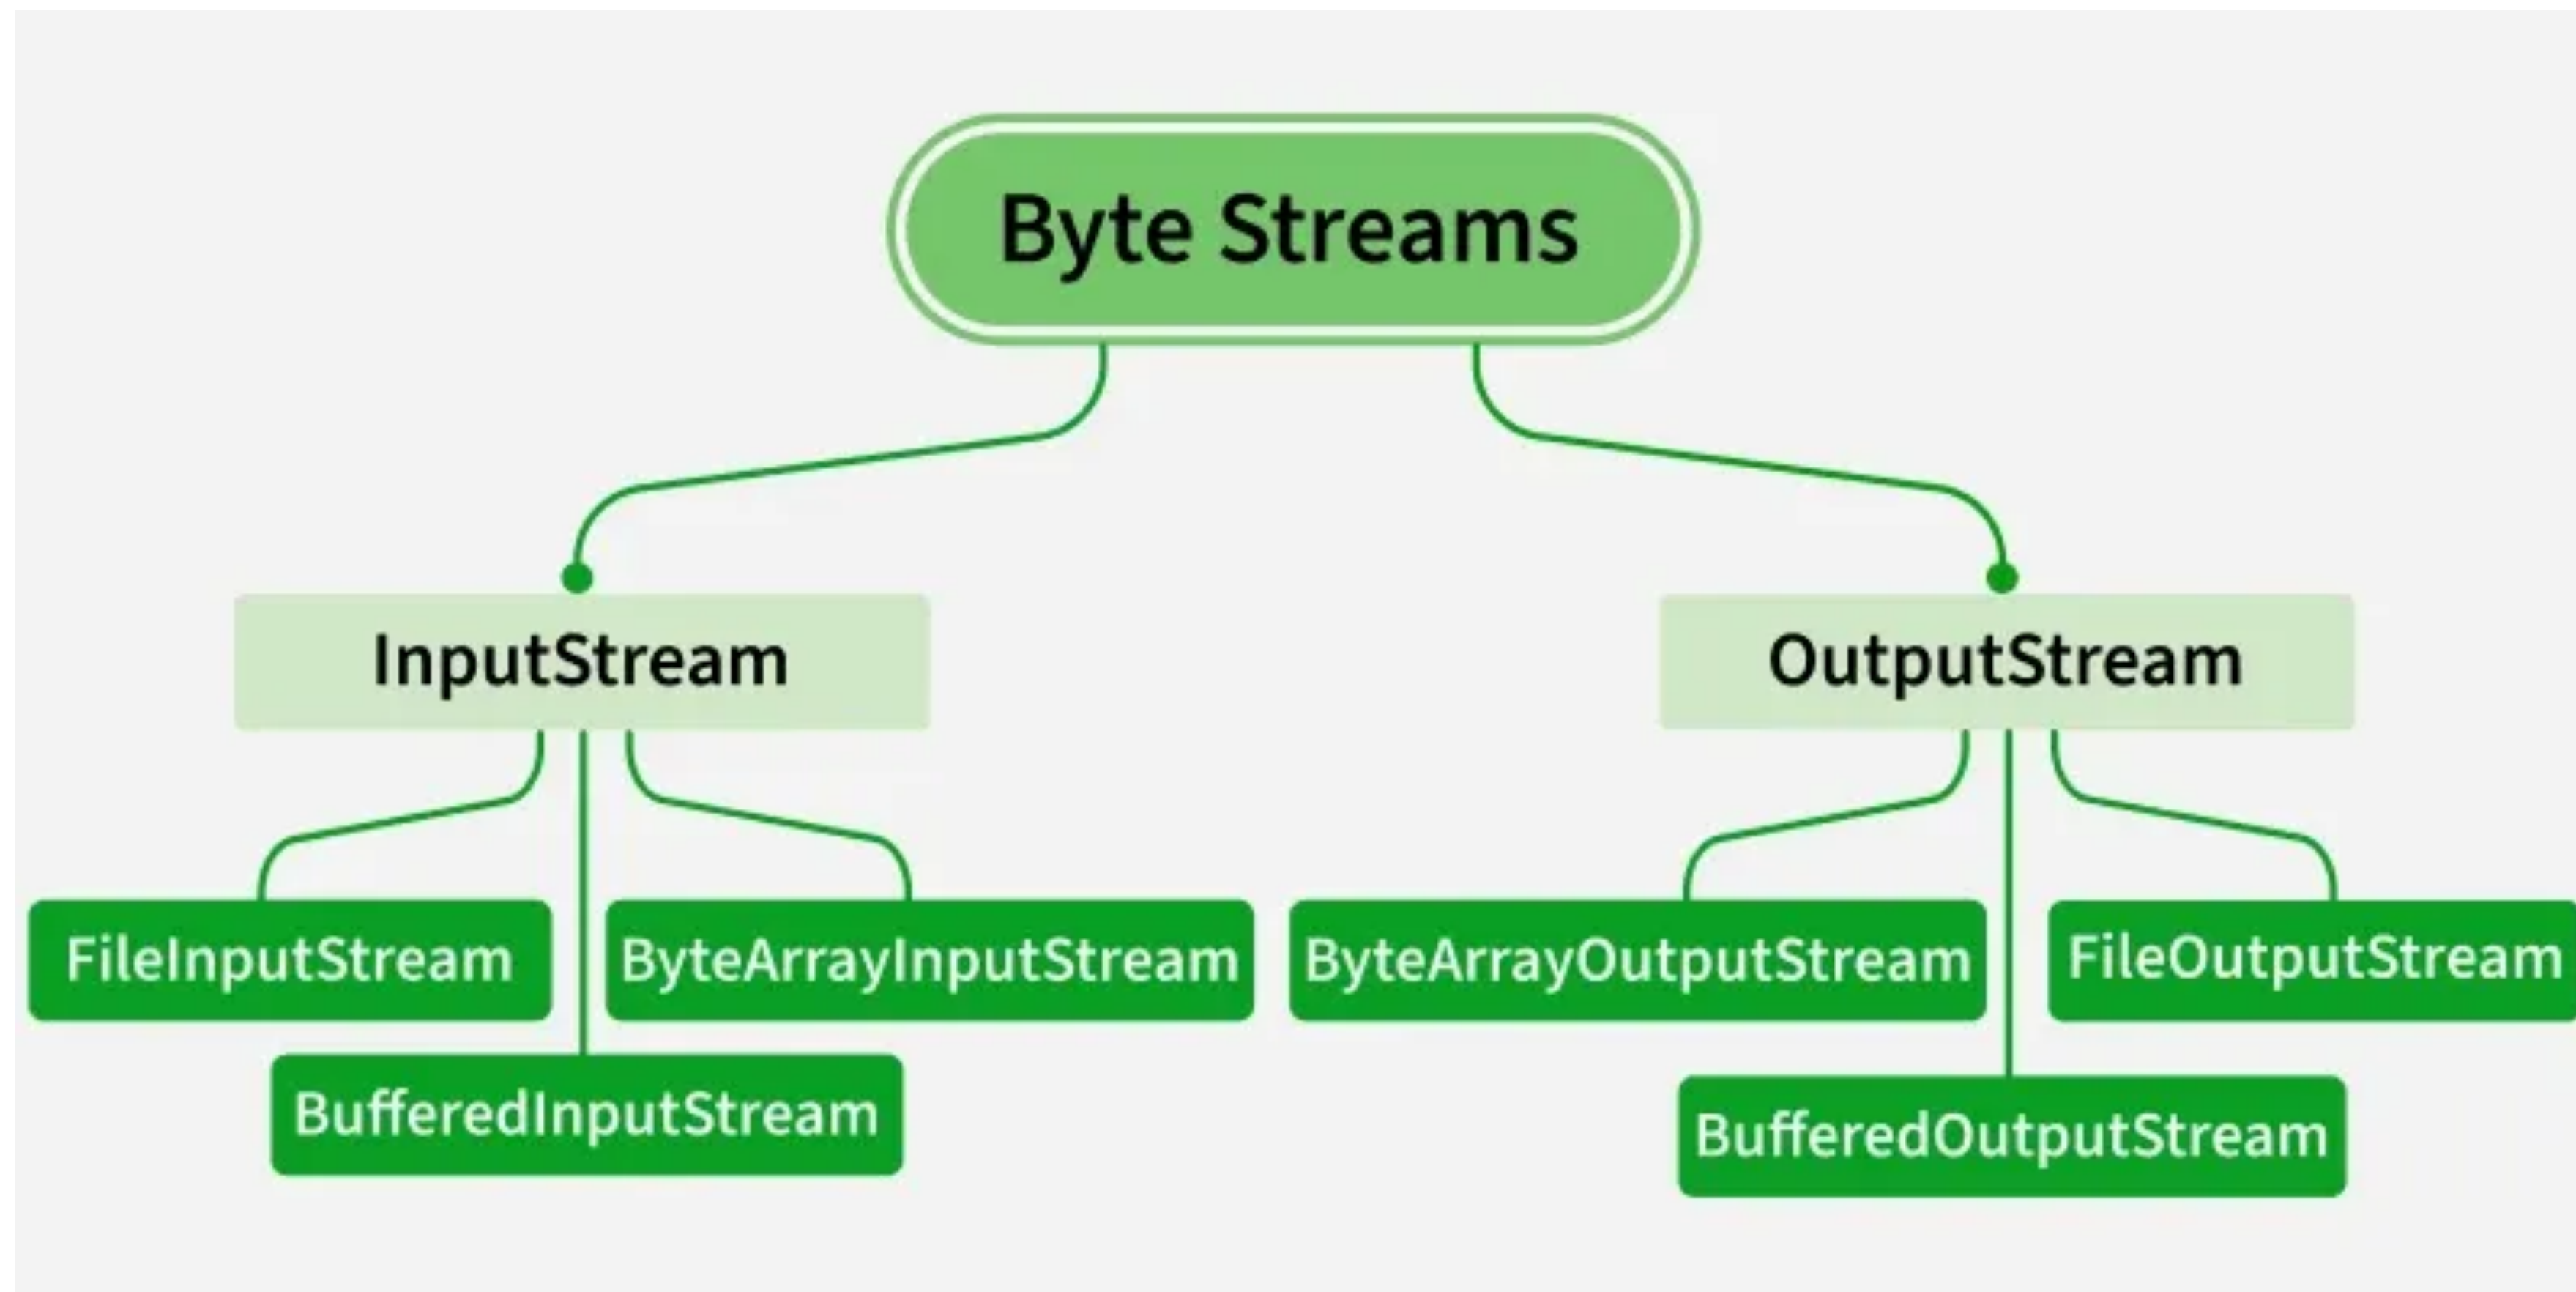 Byte Streams
InputStream
OutputStream
FileInputStream
ByteArrayInputStream
ByteArrayOutputStream
FileOutputStream
BufferedInputStream
BufferedOutputStream